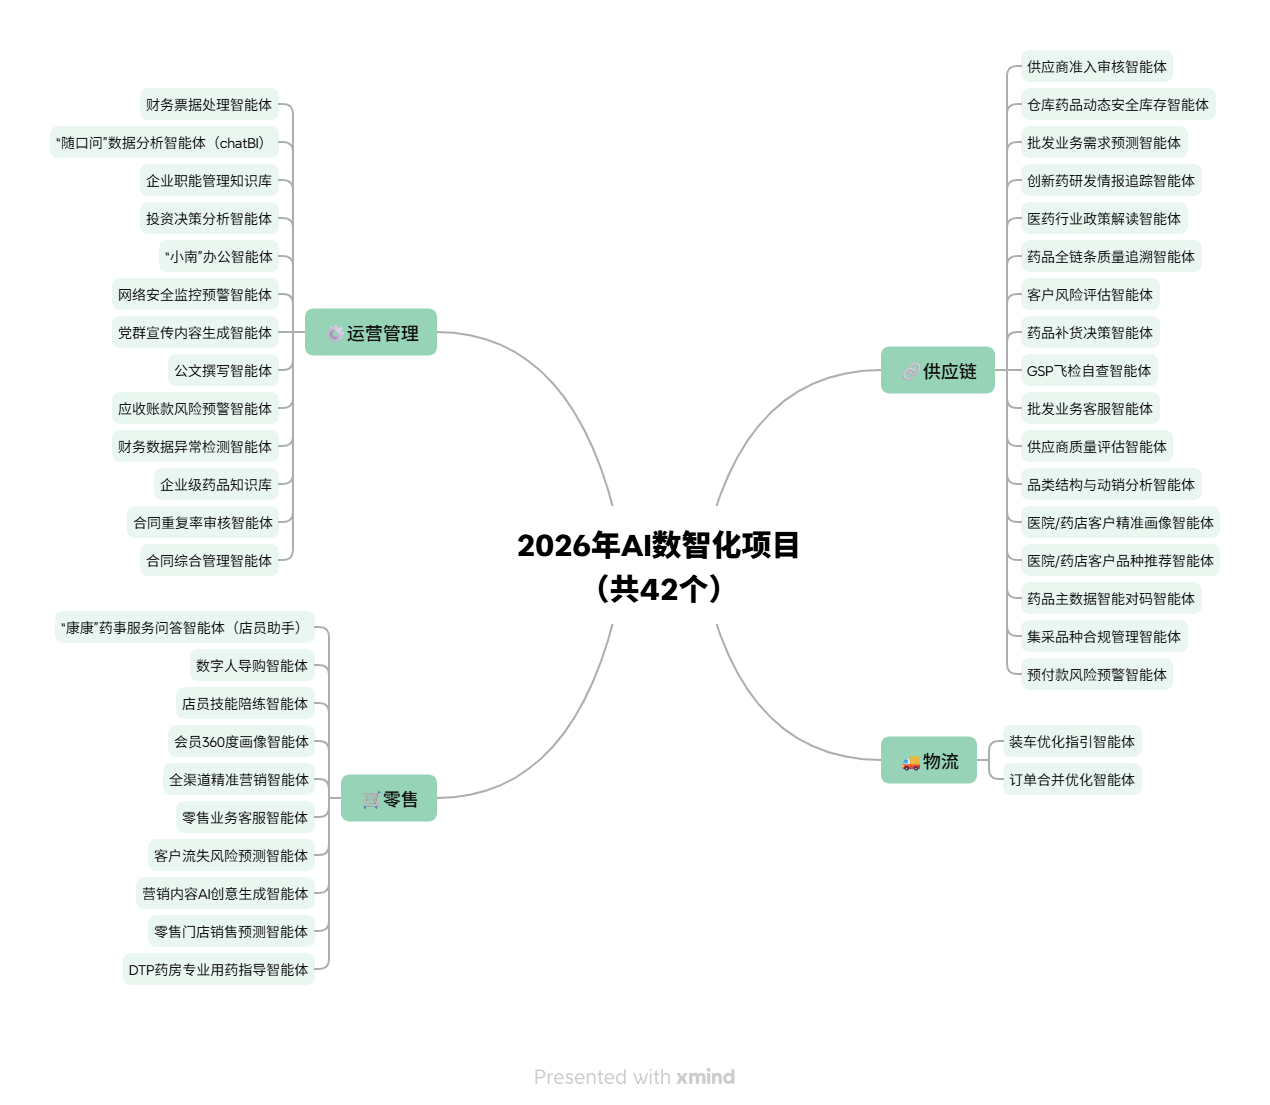 2026年AI数智化项目
（共42个）
🔗供应链
供应商准入审核智能体
仓库药品动态安全库存智能体
批发业务需求预测智能体
创新药研发情报追踪智能体
医药行业政策解读智能体
药品全链条质量追溯智能体
客户风险评估智能体
药品补货决策智能体
GSP飞检自查智能体
批发业务客服智能体
供应商质量评估智能体
品类结构与动销分析智能体
医院/药店客户精准画像智能体
医院/药店客户品种推荐智能体
药品主数据智能对码智能体
集采品种合规管理智能体
预付款风险预警智能体
🚚物流
装车优化指引智能体
订单合并优化智能体
⚙️运营管理
财务票据处理智能体
“随口问”数据分析智能体（chatBI）
企业职能管理知识库
投资决策分析智能体
“小南”办公智能体
网络安全监控预警智能体
党群宣传内容生成智能体
公文撰写智能体
应收账款风险预警智能体
财务数据异常检测智能体
企业级药品知识库
合同重复率审核智能体
合同综合管理智能体
🛒零售
“康康”药事服务问答智能体（店员助手）
数字人导购智能体
店员技能陪练智能体
会员360度画像智能体
全渠道精准营销智能体
零售业务客服智能体
客户流失风险预测智能体
营销内容AI创意生成智能体
零售门店销售预测智能体
DTP药房专业用药指导智能体
Presented with xmind